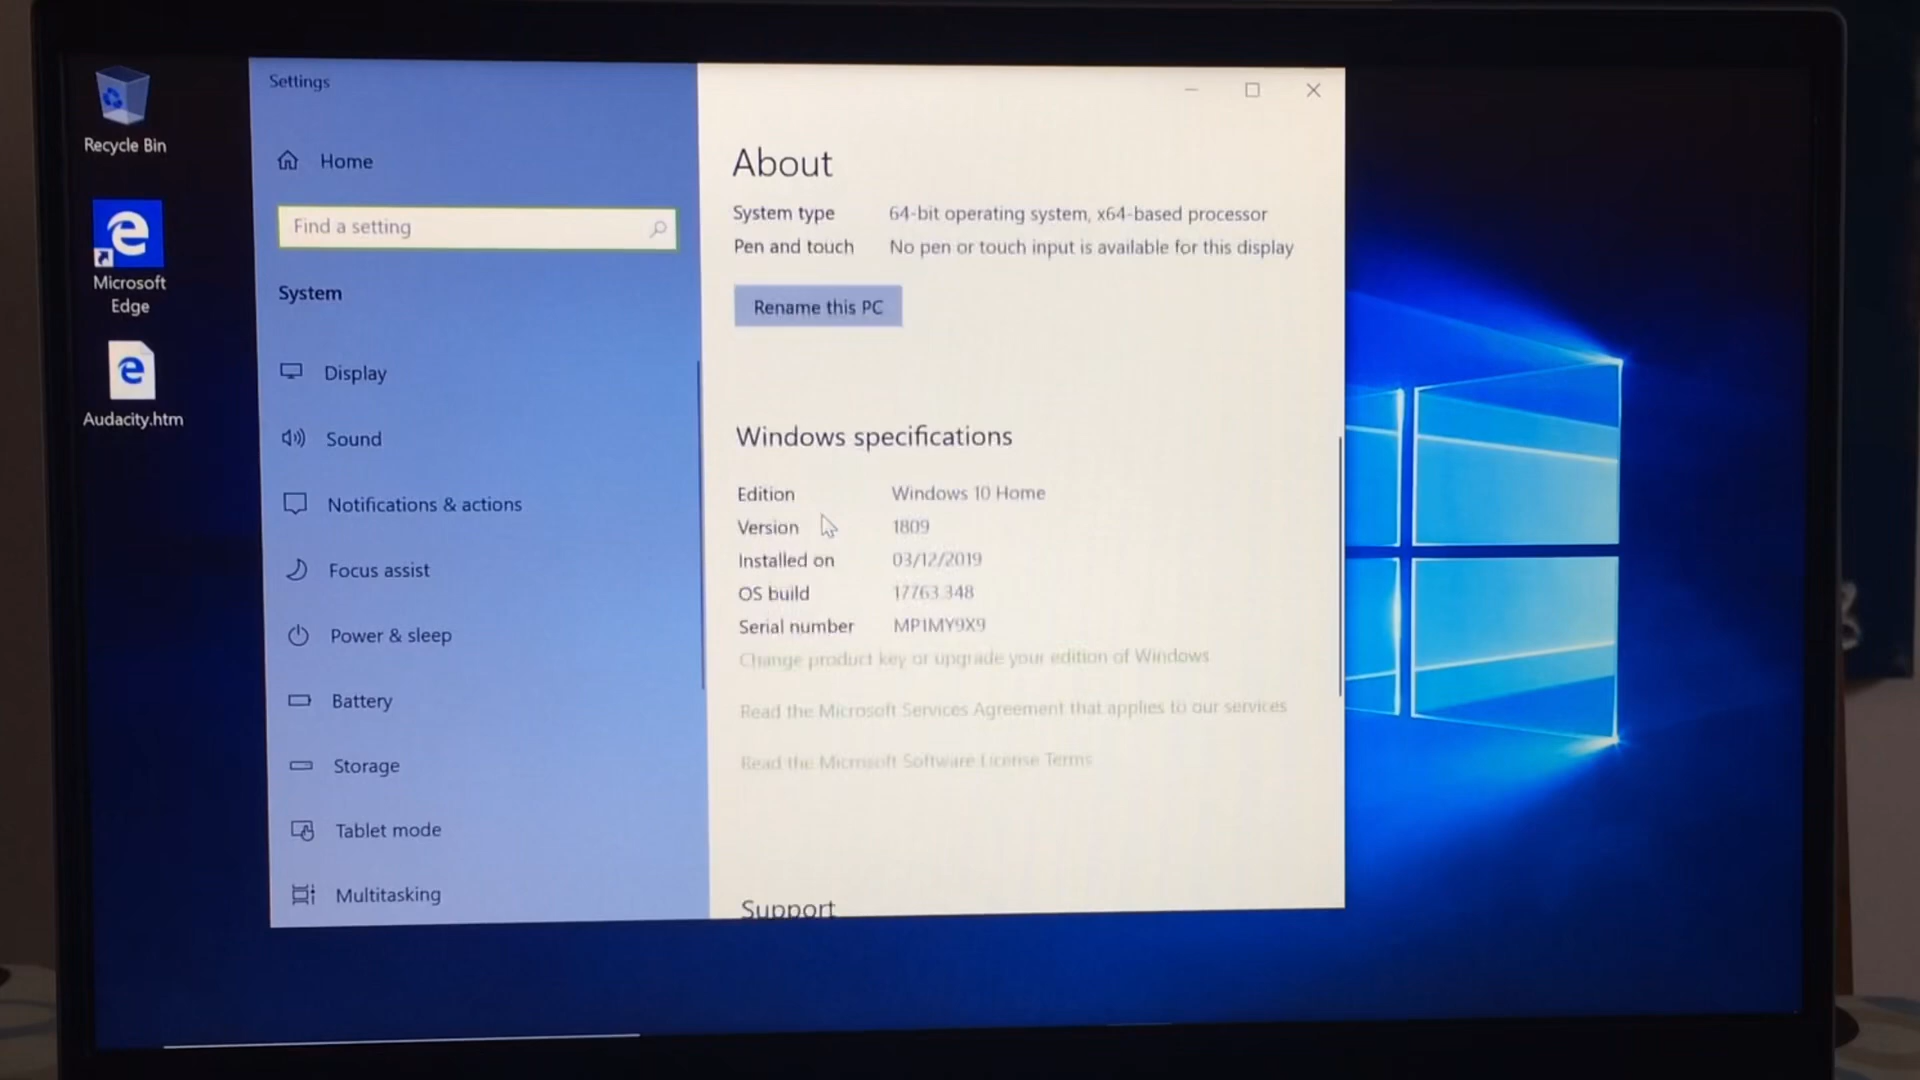 Recycle Bin
Microsoft
Edge
Audacity.htm
Settings
Home
Find a setting
System
Display
Sound
Notifications & actions
Focus assist
Power & sleep
Battery
Storage
Tablet mode
Multitasking
About
System type 64-bit operating system, x64-based processor
Pen and touch No pen or touch input is available for this display
Rename this PC
Windows specifications
Edition Windows 10 Home
Version 1809
Installed on 03/12/2019
OS build 17763.348
Serial number MP1MY9X9
Change product key or upgrade your edition of Windows
Read the Microsoft Services Agreement that applies to our services
Read the Microsoft Software License Terms
Support